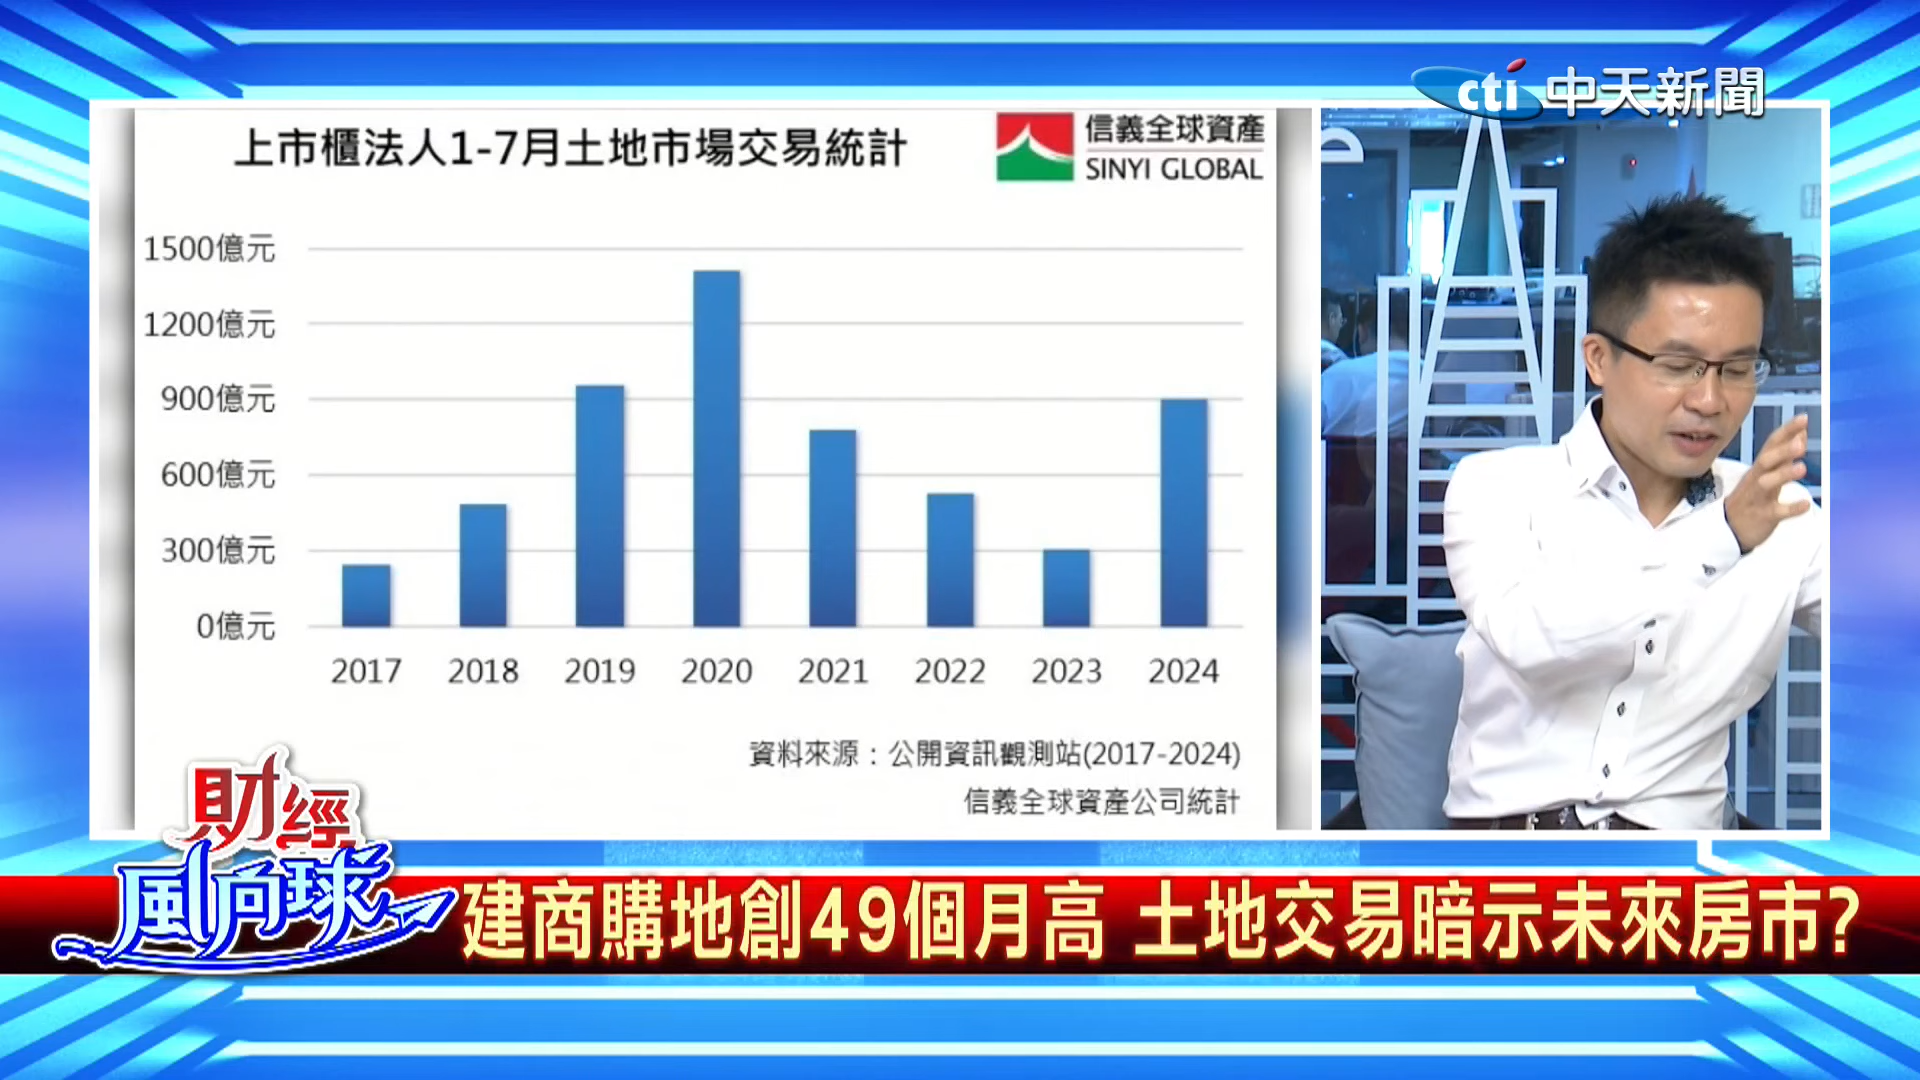 cti 中天新聞
上市櫃法人1-7月土地市場交易統計
信義全球資產
SINYI GLOBAL
1500億元
1200億元
900億元
600億元
300億元
0億元
2017 2018 2019 2020 2021 2022 2023 2024
資料來源：公開資訊觀測站(2017-2024)
信義全球資產公司統計
財經
風向球
建商購地創49個月高 土地交易暗示未來房市?